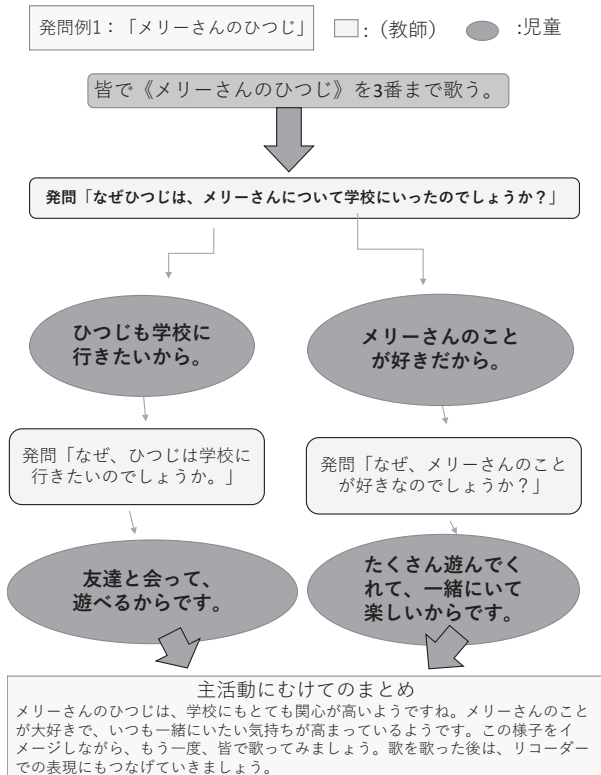 発問例1：「メリーさんのひつじ」
：（教師）
：児童
皆で《メリーさんのひつじ》を3番まで歌う。
発問「なぜひつじは、メリーさんについて学校にいったのでしょうか？」
ひつじも学校に
行きたいから。
メリーさんのこと
が好きだから。
発問「なぜ、ひつじは学校に
行きたいのでしょうか。」
発問「なぜ、メリーさんのこと
が好きなのでしょうか？」
友達と会って、
遊べるからです。
たくさん遊んでく
れて、一緒にいて
楽しいからです。
主活動にむけてのまとめ
メリーさんのひつじは、学校にもとても関心が高いようですね。メリーさんのこと
が大好きで、いつも一緒にいたい気持ちが高まっているようです。この様子をイ
メージしながら、もう一度、皆で歌ってみましょう。歌を歌った後は、リコーダー
での表現にもつなげていきましょう。